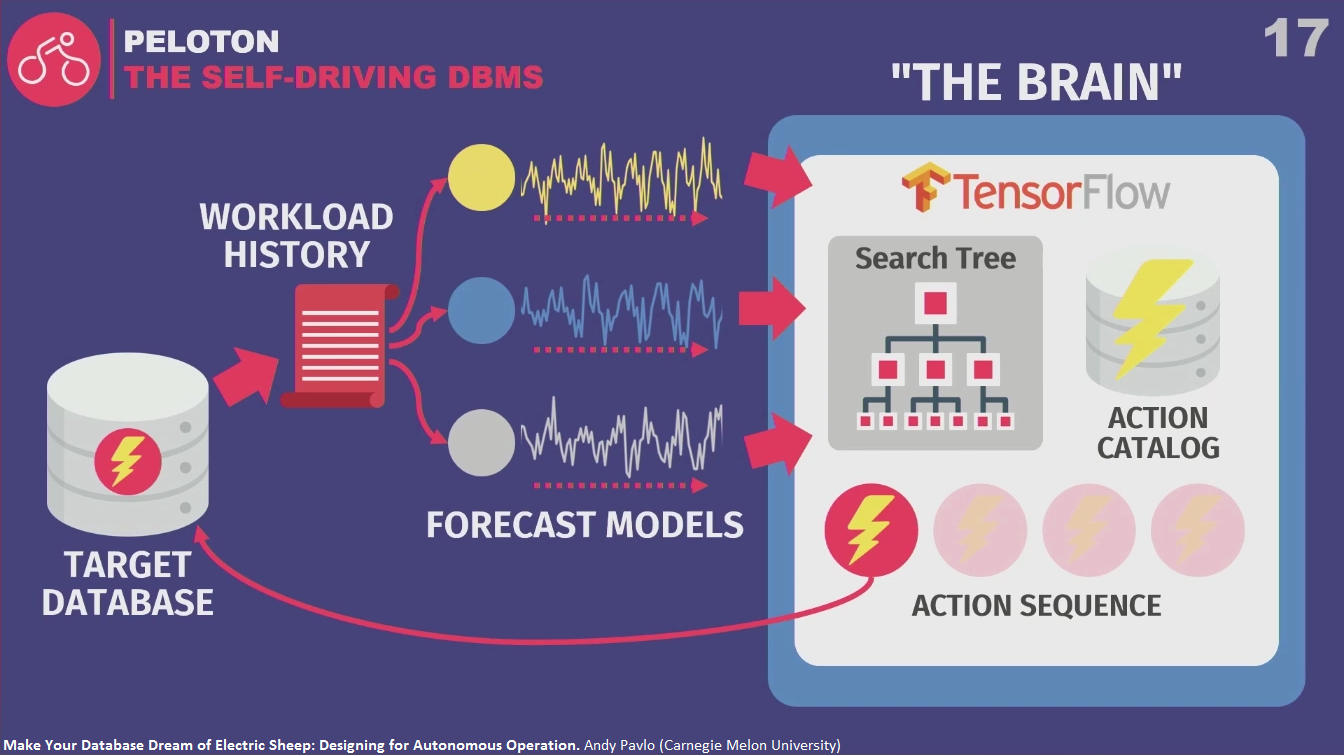 PELOTON
THE SELF-DRIVING DBMS
17
"THE BRAIN"
WORKLOAD
HISTORY
TensorFlow
Search Tree
ACTION
CATALOG
FORECAST MODELS
TARGET
DATABASE
ACTION SEQUENCE
Make Your Database Dream of Electric Sheep: Designing for Autonomous Operation. Andy Pavlo (Carnegie Melon University)